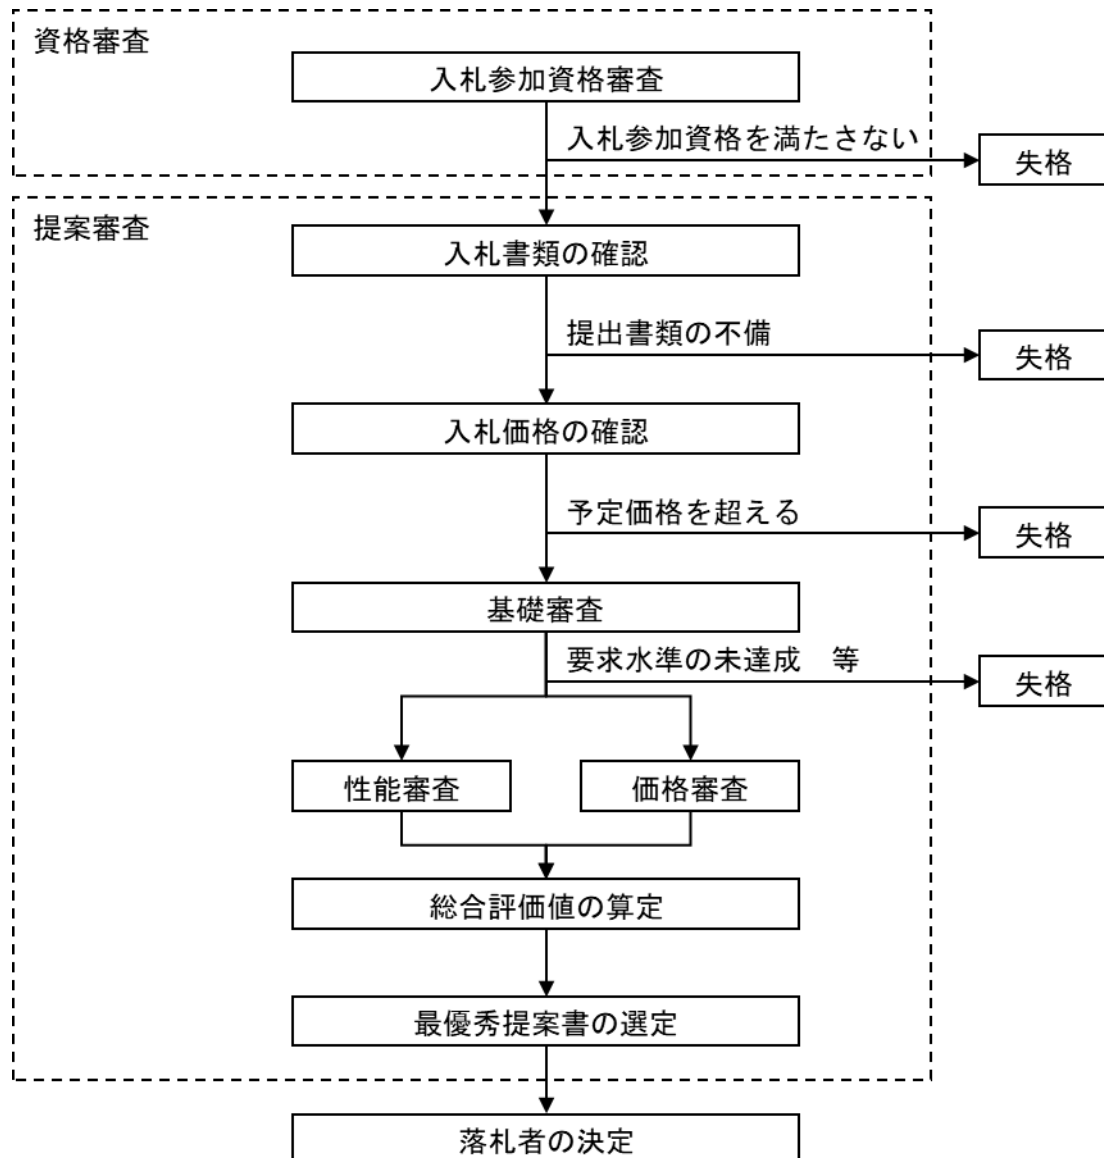 資格審査
入札参加資格審査
入札参加資格を満たさない
失格
提案審査
入札書類の確認
提出書類の不備
失格
入札価格の確認
予定価格を超える
失格
基礎審査
要求水準の未達成　等
失格
性能審査
価格審査
総合評価値の算定
最優秀提案書の選定
落札者の決定